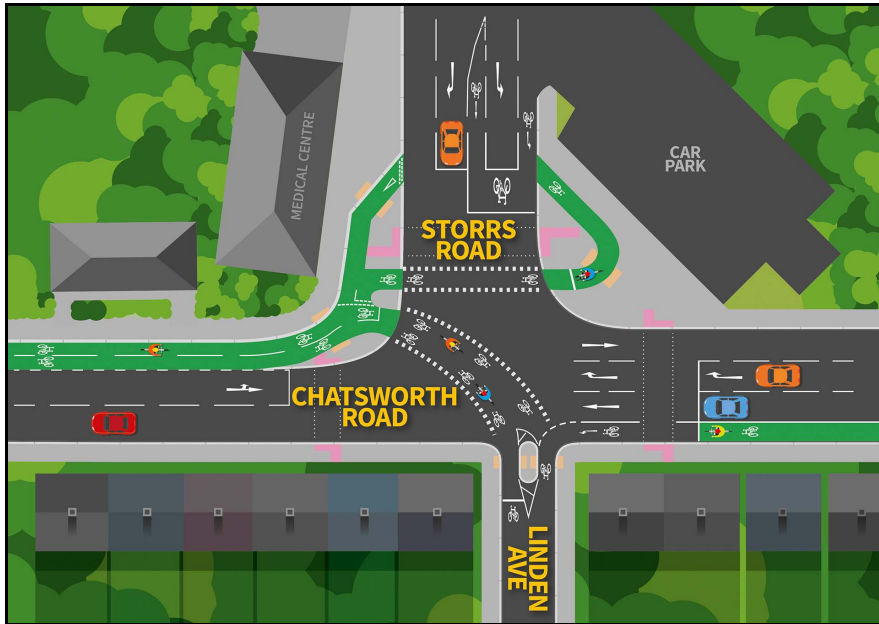 MEDICAL CENTRE
CAR
PARK
STORRS
ROAD
CHATSWORTH
ROAD
LINDEN
AVE